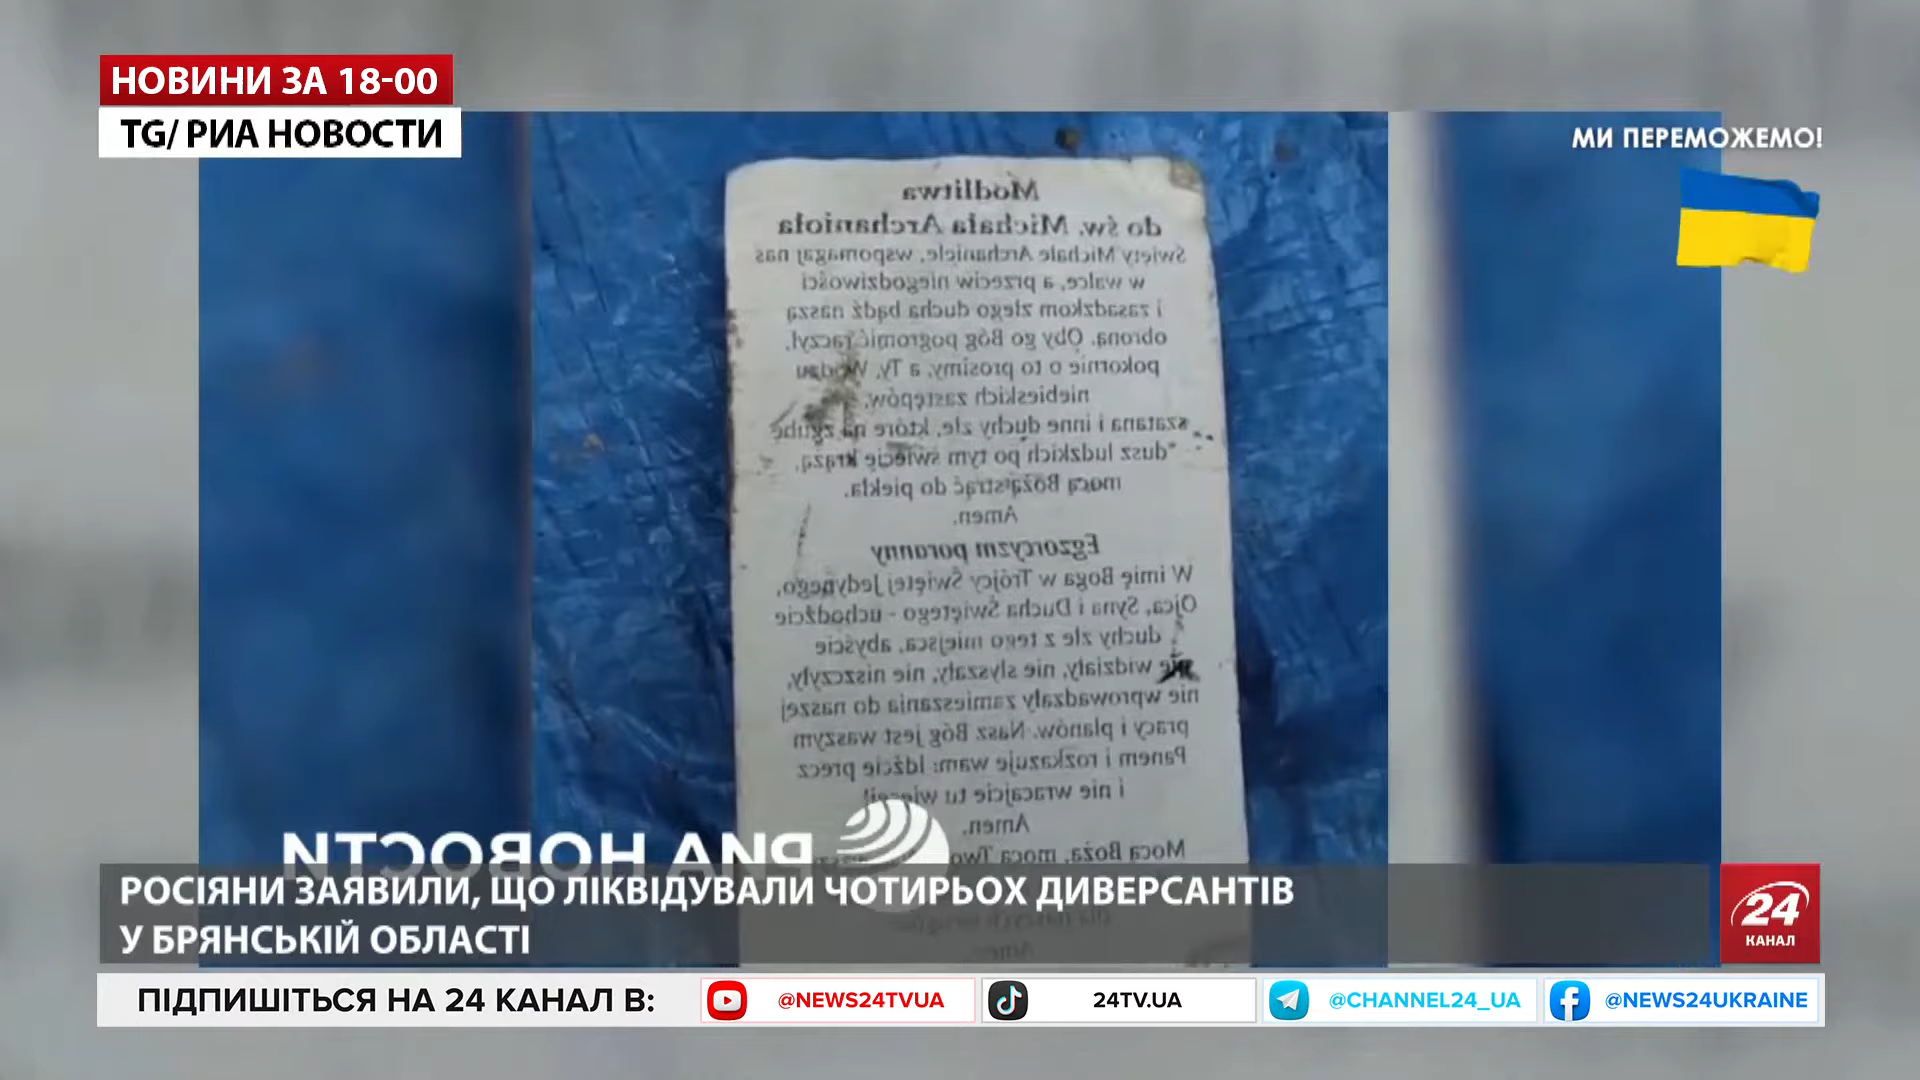 НОВИНИ ЗА 18-00
TG/ РИА НОВОСТИ
МИ ПЕРЕМОЖЕМО!
Modlitwa
do św. Michała Archanioła
Święty Michale Archaniele, wspomagaj nas
w walce, a przeciw niegodziwości
i zasadzkom złego ducha bądź naszą
obroną. Oby go Bóg pogromić raczył,
pokornie o to prosimy, a Ty, Wodzu
niebieskich zastępów,
szatana i inne duchy złe, które na zgubę
dusz ludzkich po tym świecie krążą,
mocą Bożą strąć do piekła.
Amen.
Egzorcyzm poranny
W imię Boga w Trójcy Świętej Jedynego,
Ojca, Syna i Ducha Świętego - uchodźcie
duchy złe z tego miejsca, abyście
nie widziały, nie słyszały, nie niszczyły,
nie wprowadzały zamieszania do naszej
pracy i planów. Nasz Bóg jest waszym
Panem i rozkazuje wam: Idźcie precz
i nie wracajcie tu więcej!
Amen.
Mocą Bożą, mocą
РИА НОВОСТИ
РОСІЯНИ ЗАЯВИЛИ, ЩО ЛІКВІДУВАЛИ ЧОТИРЬОХ ДИВЕРСАНТІВ
У БРЯНСЬКІЙ ОБЛАСТІ
24
КАНАЛ
ПІДПИШІТЬСЯ НА 24 КАНАЛ В:
@NEWS24TVUA
24TV.UA
@CHANNEL24_UA
@NEWS24UKRAINE